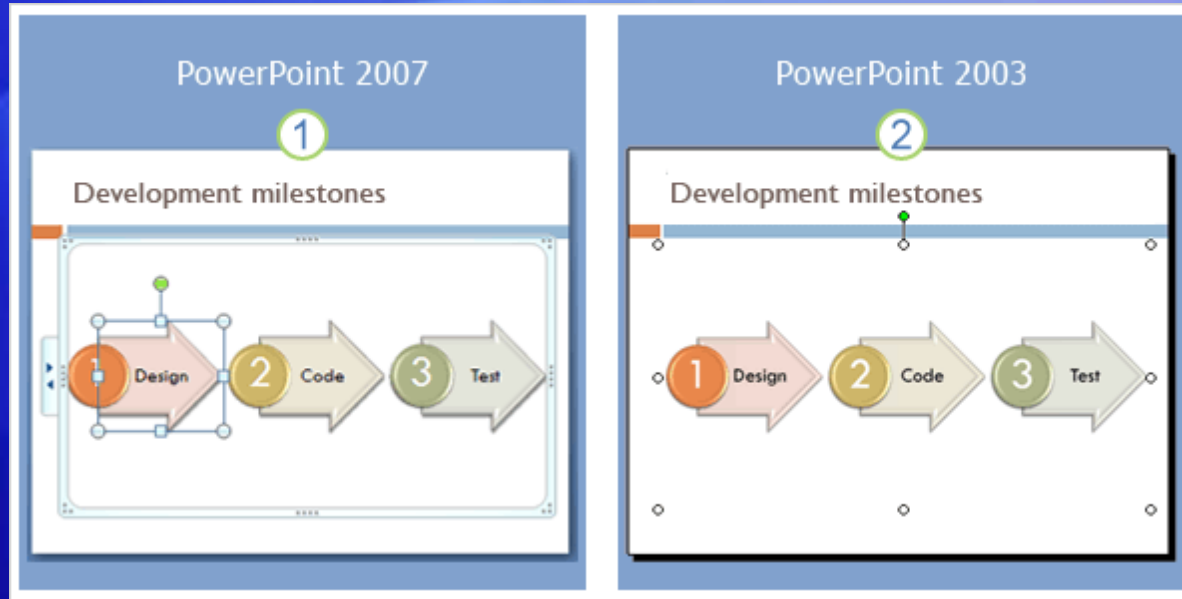 PowerPoint 2007
1
Development milestones
1 Design 2 Code 3 Test
PowerPoint 2003
2
Development milestones
1 Design 2 Code 3 Test